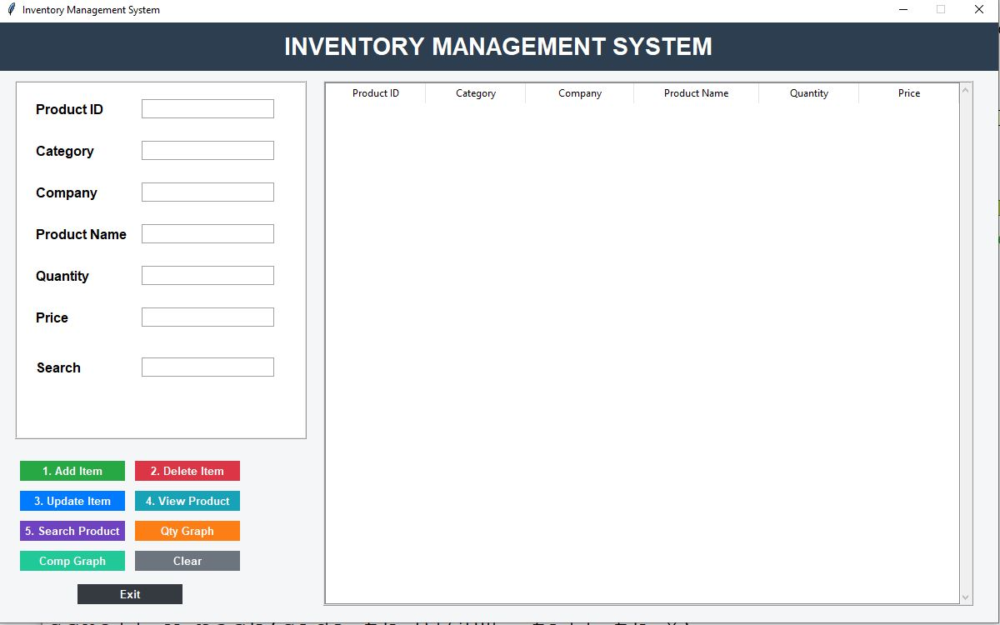 Inventory Management System
INVENTORY MANAGEMENT SYSTEM
Product ID
Category
Company
Product Name
Quantity
Price
Search
Product ID Category Company Product Name Quantity Price
1. Add Item 2. Delete Item
3. Update Item 4. View Product
5. Search Product Qty Graph
Comp Graph Clear
Exit